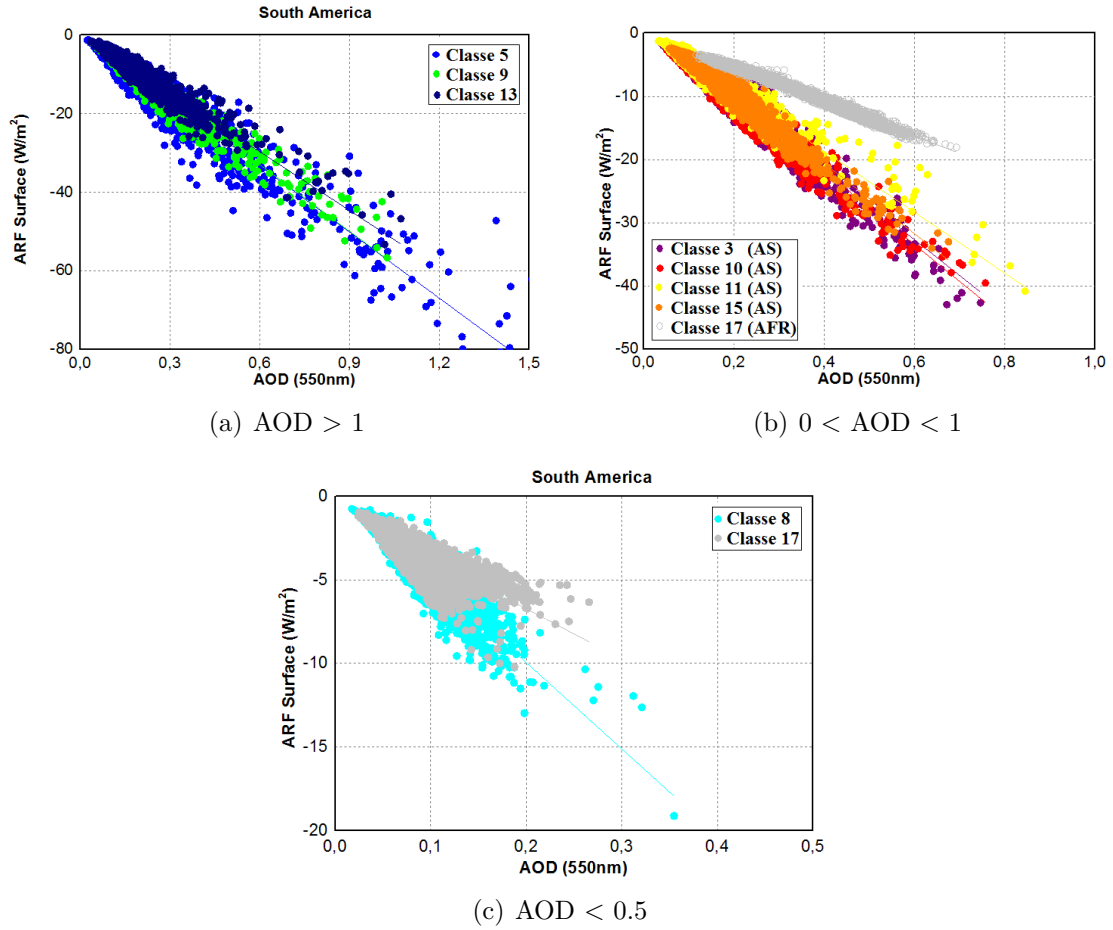 South America
0
-20
-40
-60
-80
ARF Surface (W/m²)
0,0 0,3 0,6 0,9 1,2 1,5
AOD (550nm)
Classe 5
Classe 9
Classe 13
(a) AOD > 1
0
-10
-20
-30
-40
-50
ARF Surface (W/m²)
0,0 0,2 0,4 0,6 0,8 1,0
AOD (550nm)
Classe 3 (AS)
Classe 10 (AS)
Classe 11 (AS)
Classe 15 (AS)
Classe 17 (AFR)
(b) 0 < AOD < 1
South America
0
-5
-10
-15
-20
ARF Surface (W/m²)
0,0 0,1 0,2 0,3 0,4 0,5
AOD (550nm)
Classe 8
Classe 17
(c) AOD < 0.5